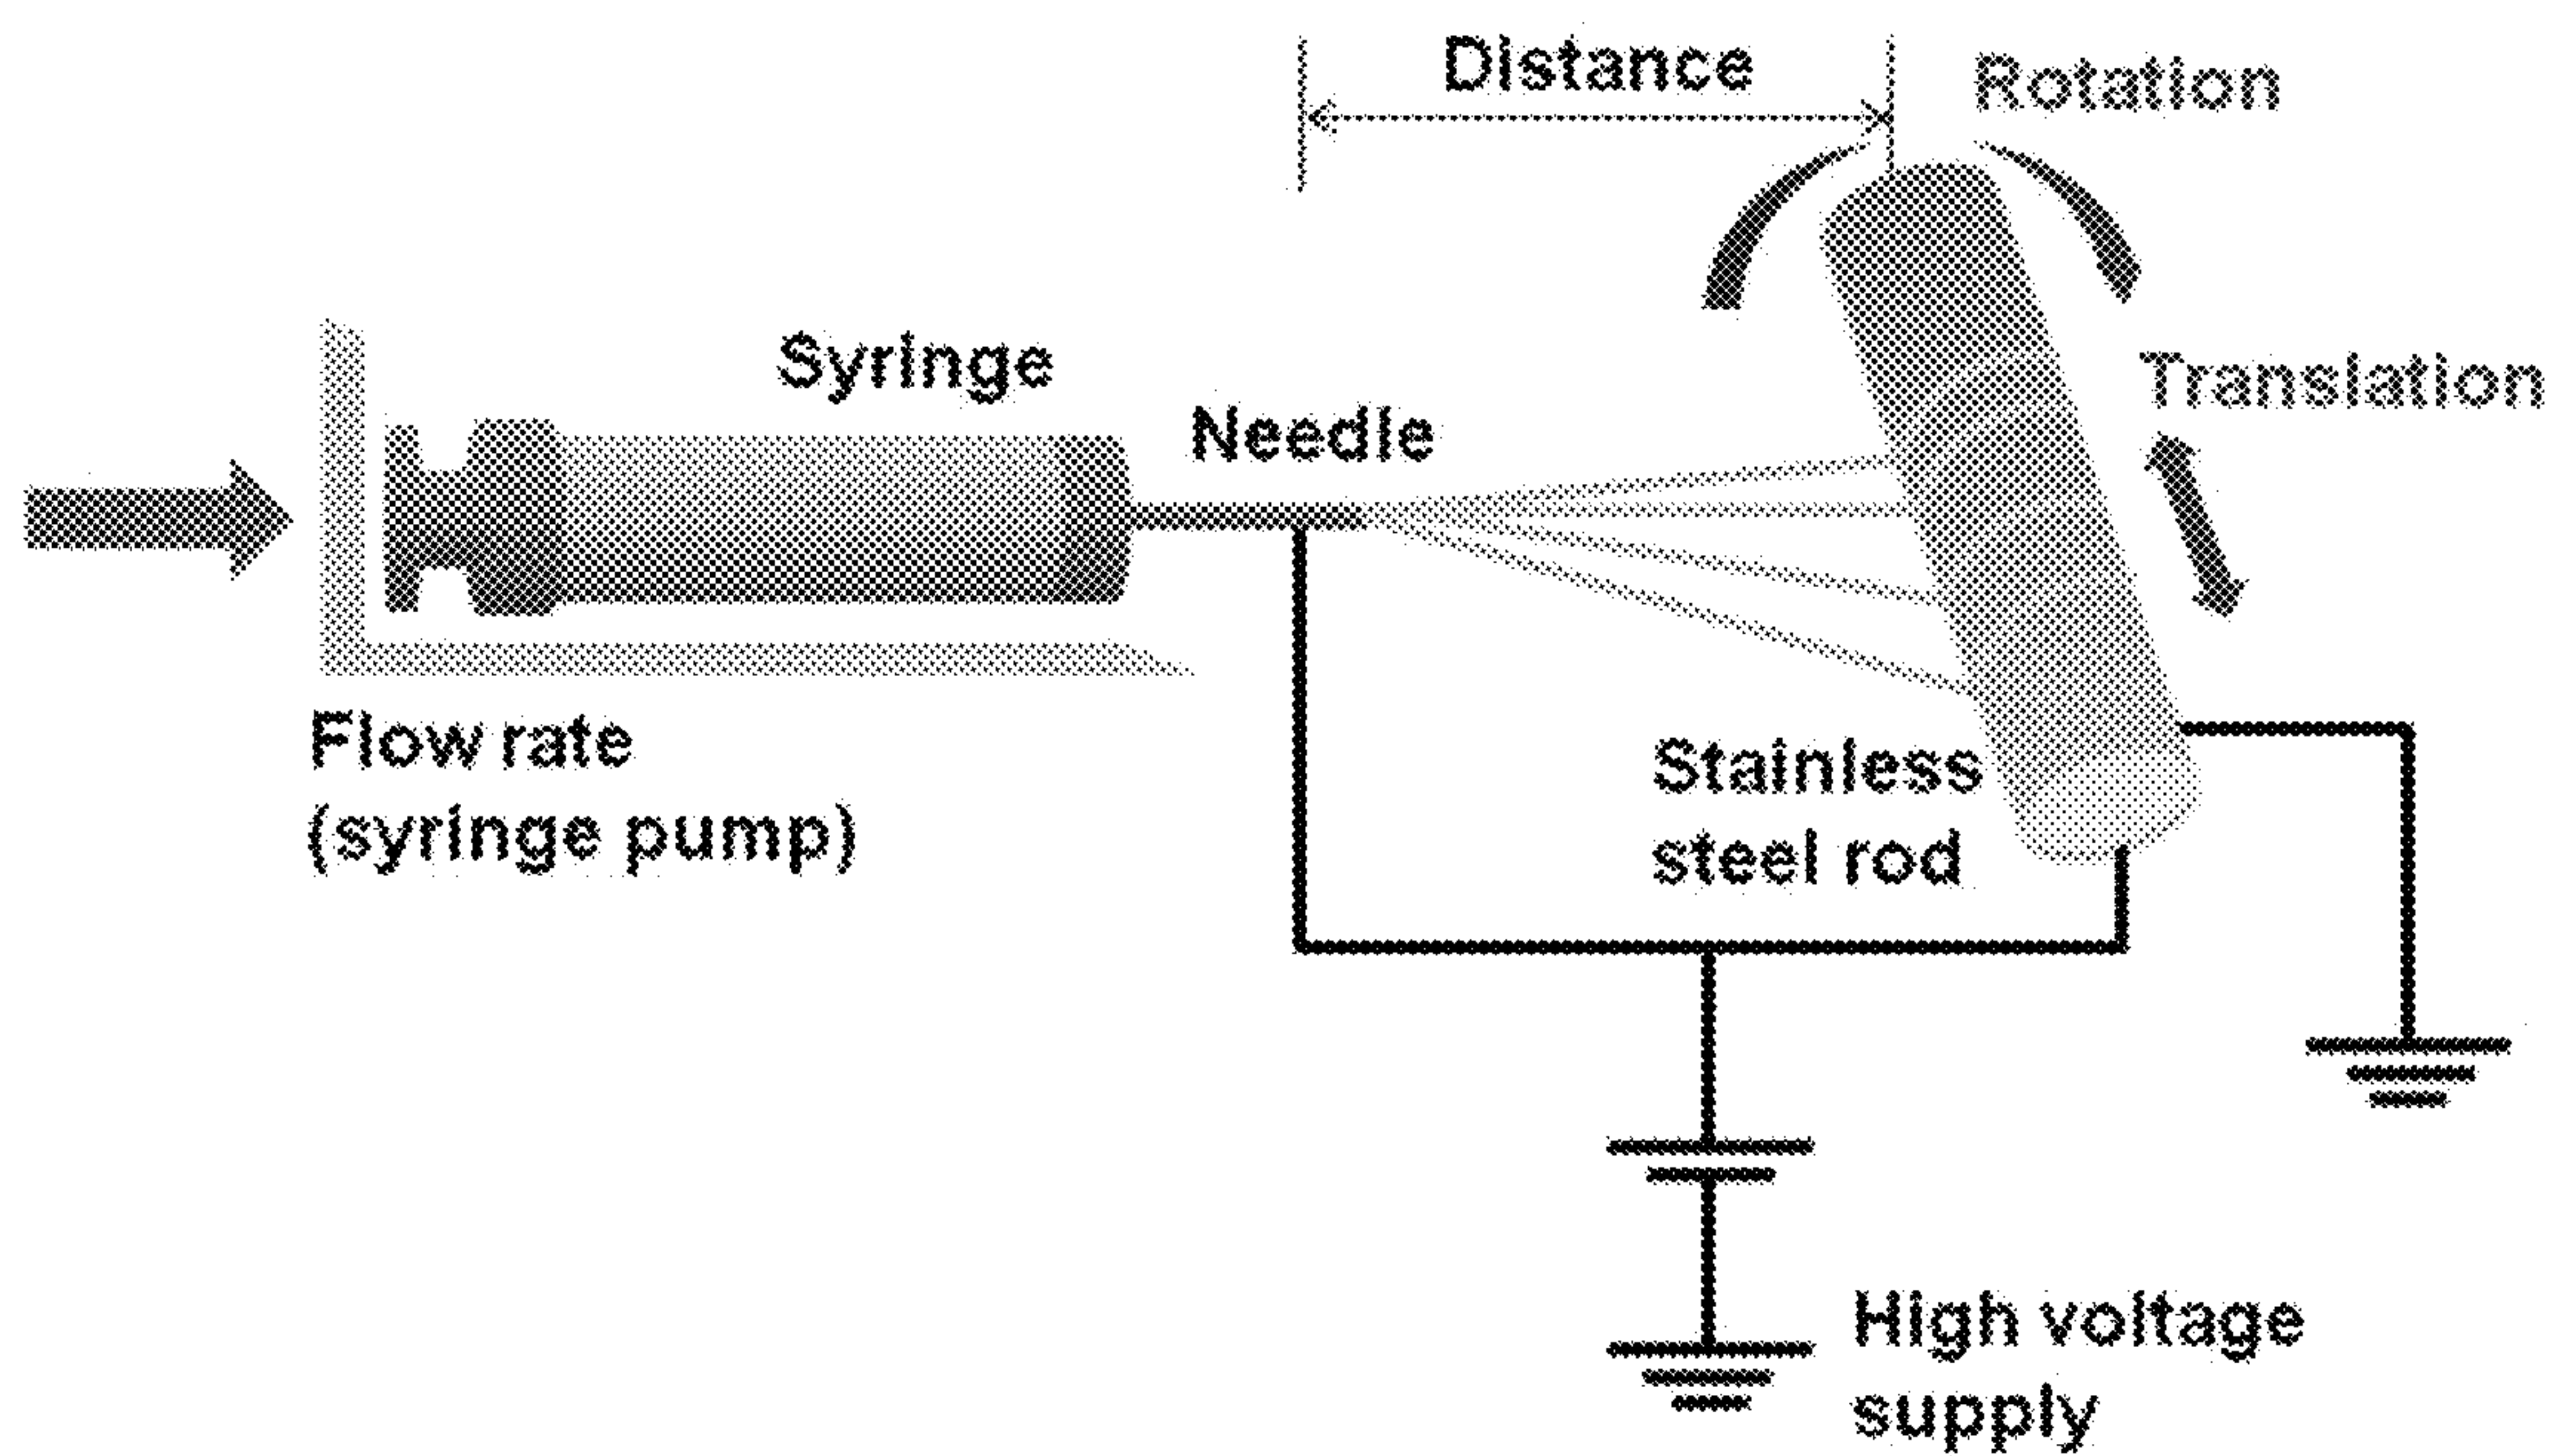 Distance
Rotation
Syringe
Needle
Translation
Flow rate
(syringe pump)
Stainless
steel rod
High voltage
supply